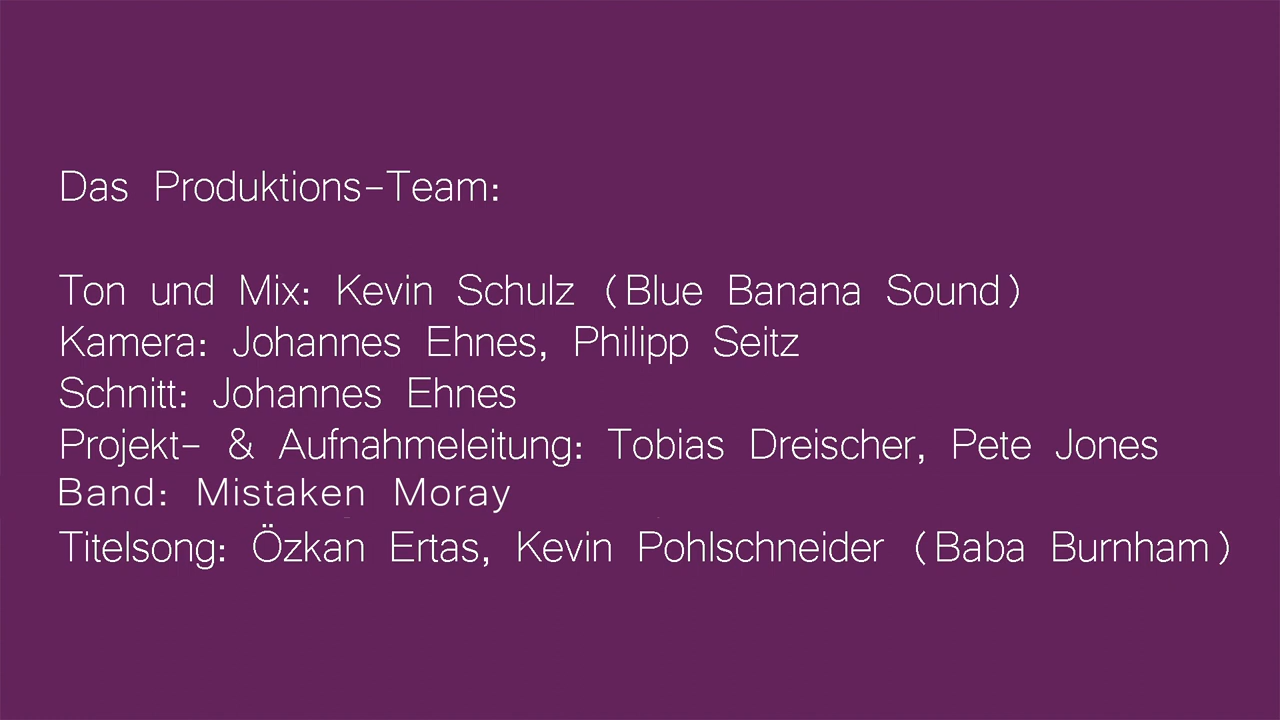 Das Produktions-Team:
Ton und Mix: Kevin Schulz (Blue Banana Sound)
Kamera: Johannes Ehnes, Philipp Seitz
Schnitt: Johannes Ehnes
Projekt- & Aufnahmeleitung: Tobias Dreischer, Pete Jones
Band: Mistaken Moray
Titelsong: Özkan Ertas, Kevin Pohlschneider (Baba Burnham)